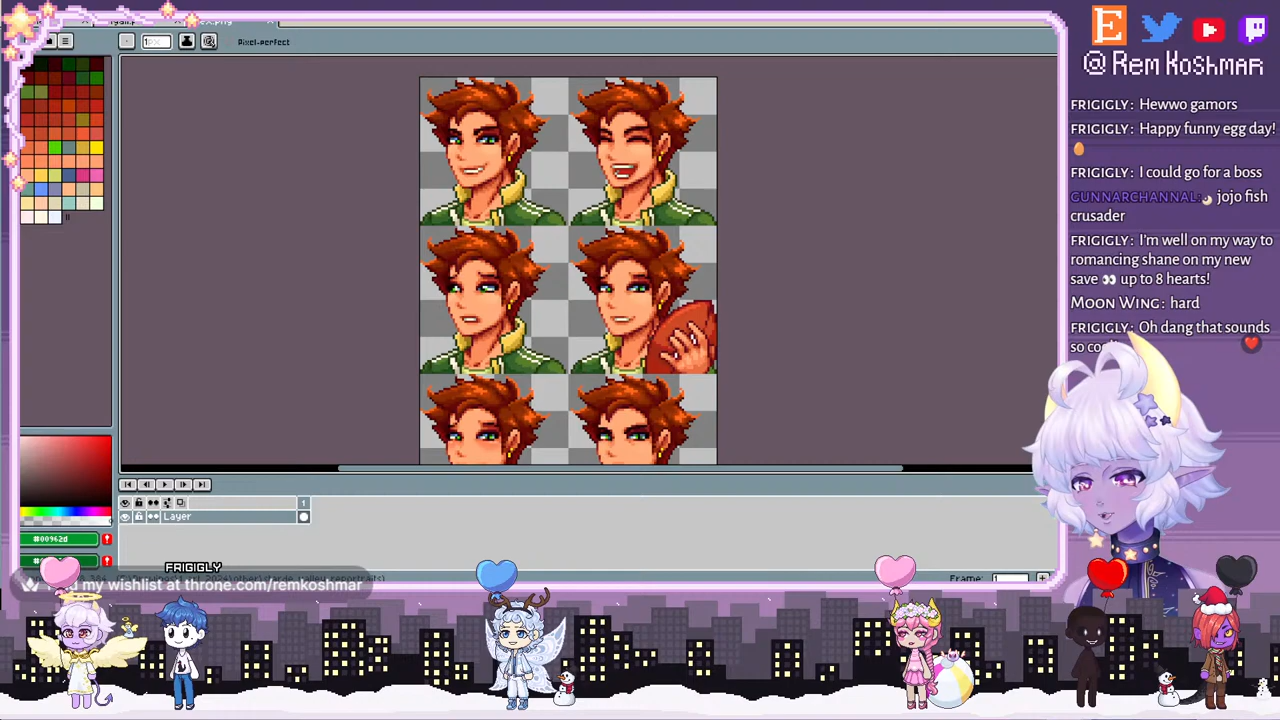 1px
Pixel-perfect
@ Rem Koshmar
FRIGIGLY: Hewwo gamors
FRIGIGLY: Happy funny egg day!
FRIGIGLY: I could go for a boss
GUNNARCHANNAL: jojo fish
crusader
FRIGIGLY: I'm well on my way to
romancing shane on my new
save 👀 up to 8 hearts!
Moon Wing: hard
FRIGIGLY: Oh dang that sounds
so
1
Layer
#00962d
FRIGIGLY
my wishlist at throne.com/remkoshmar
Frame: